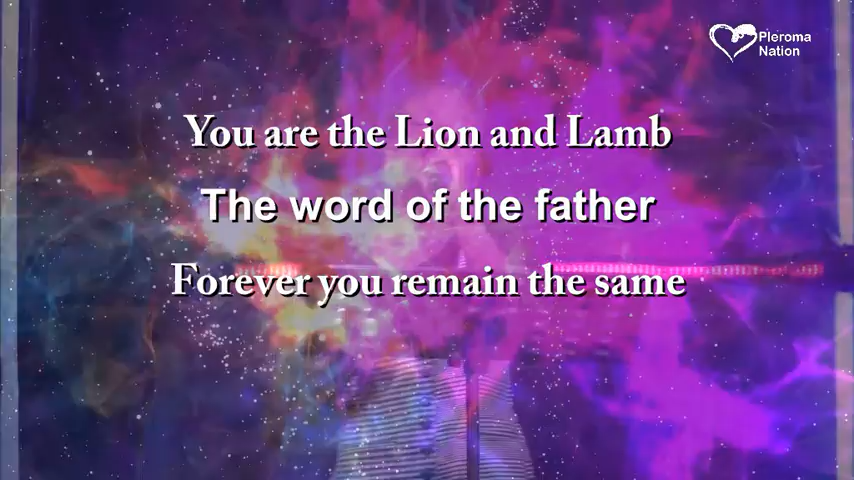 Pleroma
Nation
You are the Lion and Lamb
The word of the father
Forever you remain the same